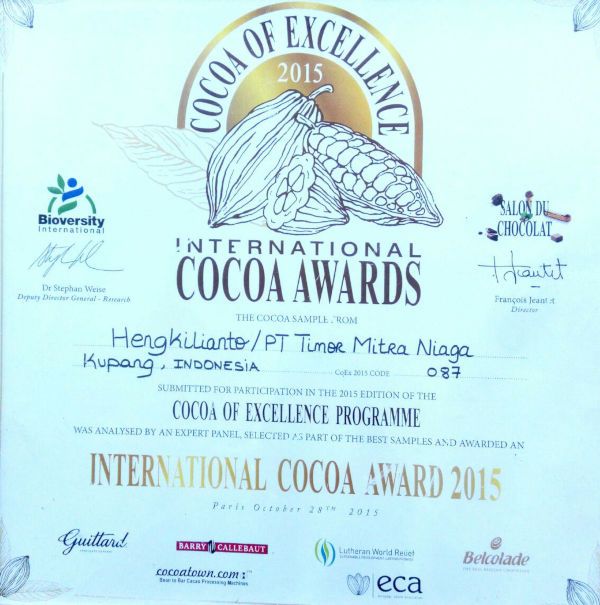 COCOA OF EXCELLENCE
2015
Bioversity
International
Dr Stephan Weise
Deputy Director General - Research
SALON DU
CHOCOLAT
François Jeantet
Director
INTERNATIONAL
COCOA AWARDS
THE COCOA SAMPLE FROM
Hengkilianto/PT Timor Mitra Niaga
Kupang, INDONESIA CoEx 2015 CODE 087
SUBMITTED FOR PARTICIPATION IN THE 2015 EDITION OF THE
COCOA OF EXCELLENCE PROGRAMME
WAS ANALYSED BY AN EXPERT PANEL, SELECTED AS PART OF THE BEST SAMPLES AND AWARDED AN
INTERNATIONAL COCOA AWARD 2015
Paris October 28TH 2015
Guittard
BARRY CALLEBAUT
Lutheran World Relief
Belcolade
cocoatown.com
Bean to Bar Cacao Processing Machines
eca